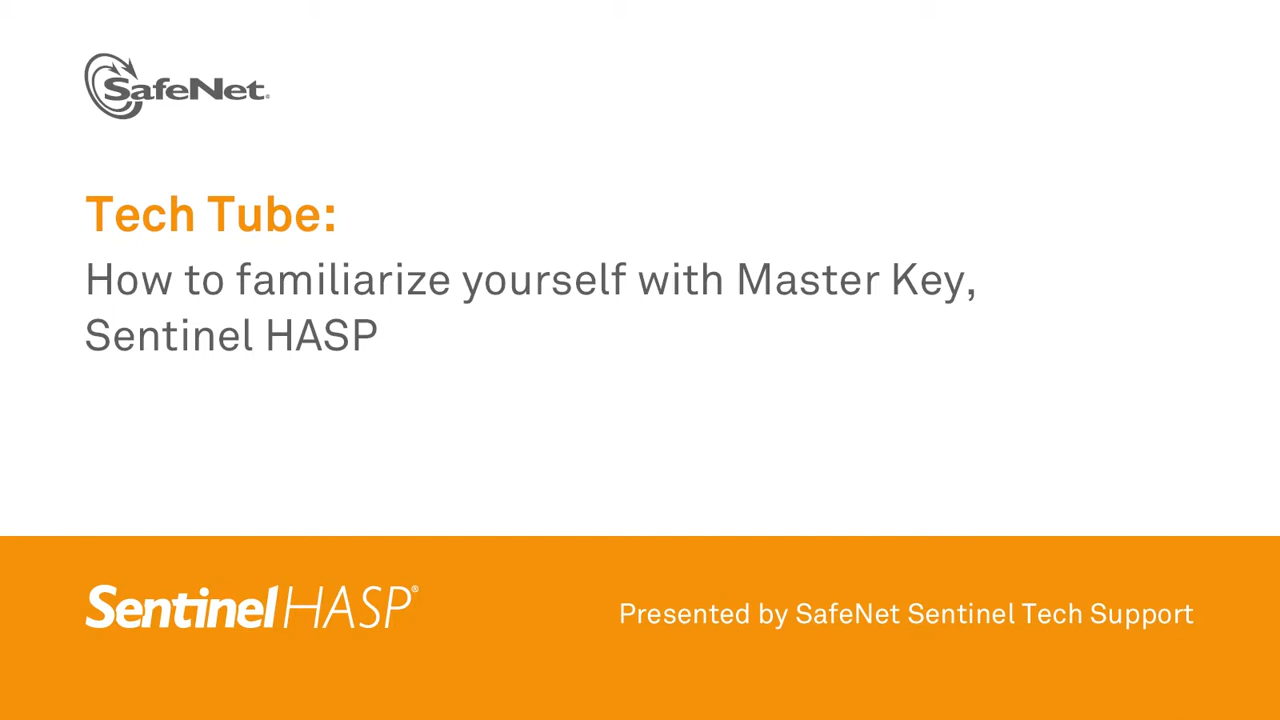 SafeNet®
Tech Tube:
How to familiarize yourself with Master Key,
Sentinel HASP
Sentinel HASP®
Presented by SafeNet Sentinel Tech Support